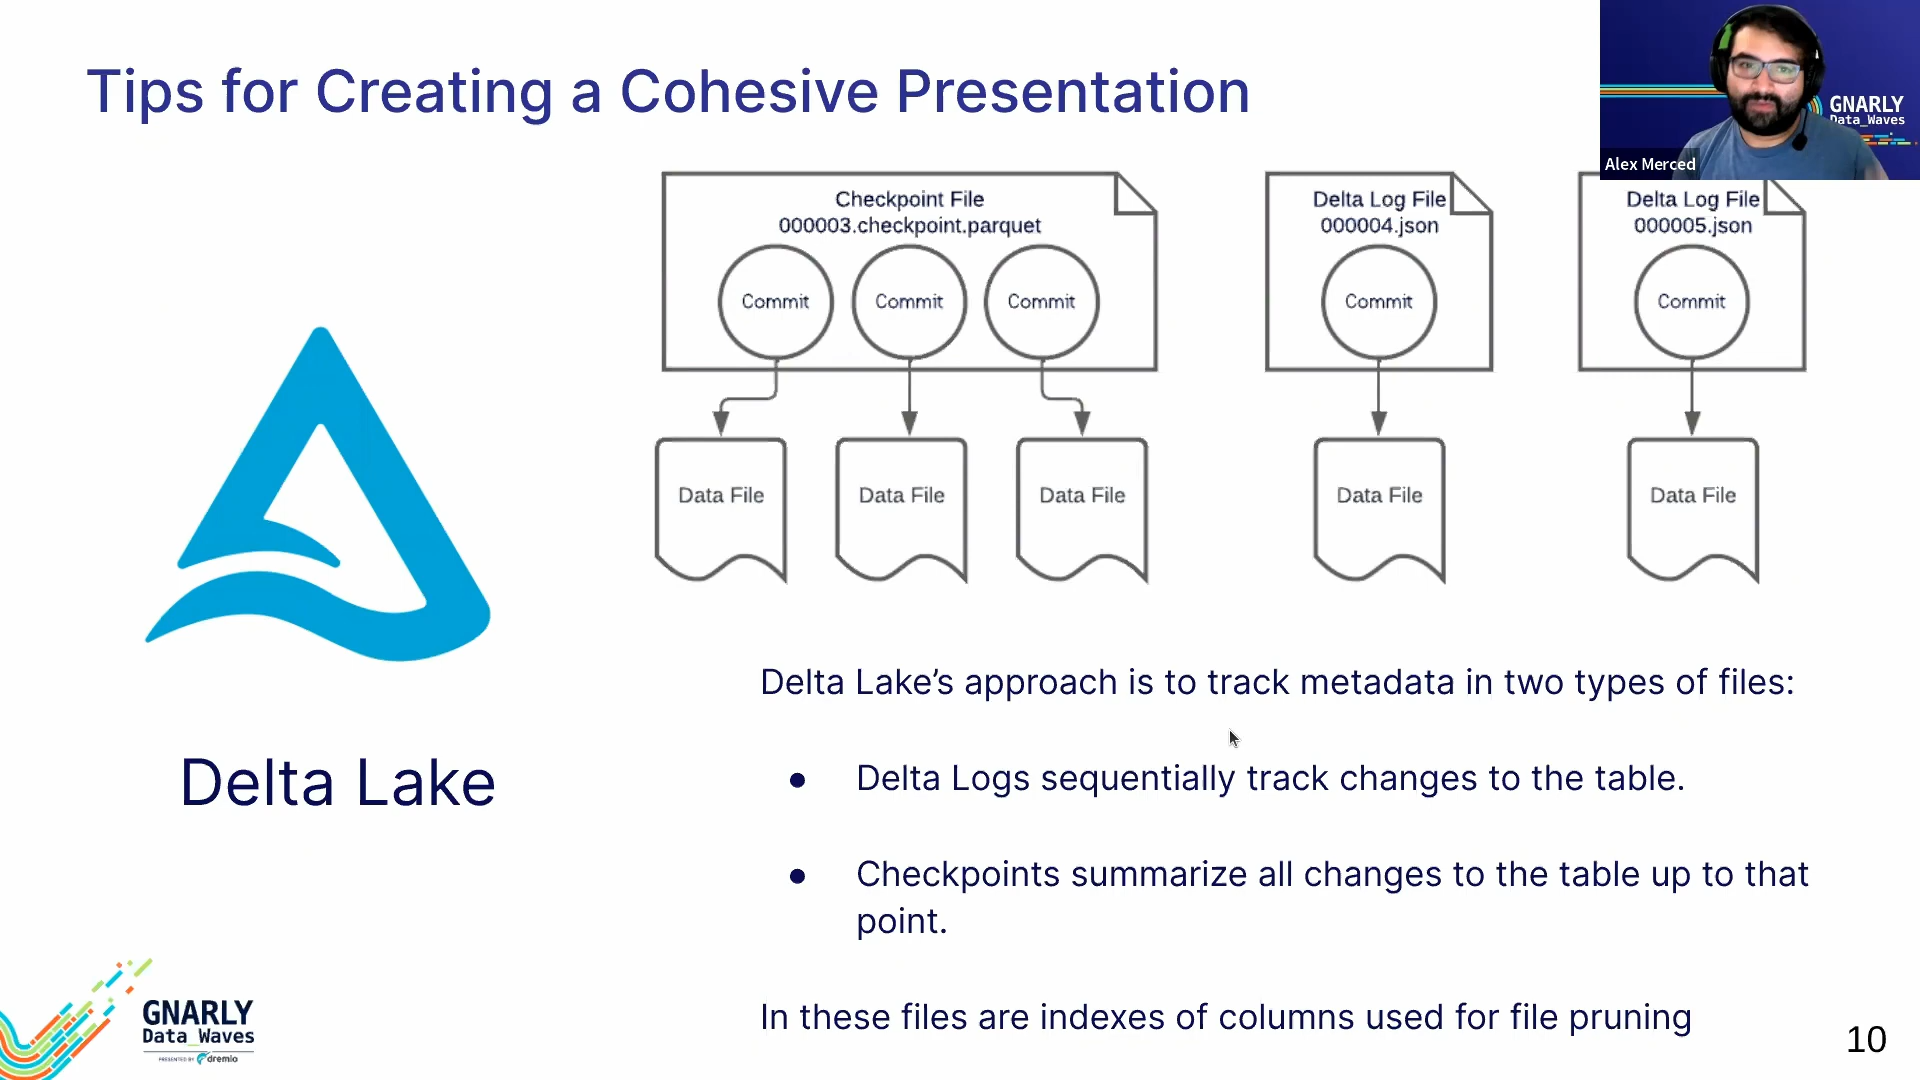 Tips for Creating a Cohesive Presentation
GNARLY
Data_Waves
Alex Merced
Checkpoint File
000003.checkpoint.parquet
Commit
Commit
Commit
Delta Log File
000004.json
Commit
Delta Log File
000005.json
Commit
Data File
Data File
Data File
Data File
Data File
Delta Lake
Delta Lake’s approach is to track metadata in two types of files:
● Delta Logs sequentially track changes to the table.
● Checkpoints summarize all changes to the table up to that
point.
In these files are indexes of columns used for file pruning
GNARLY
Data_Waves
PRESENTED BY dremio
10